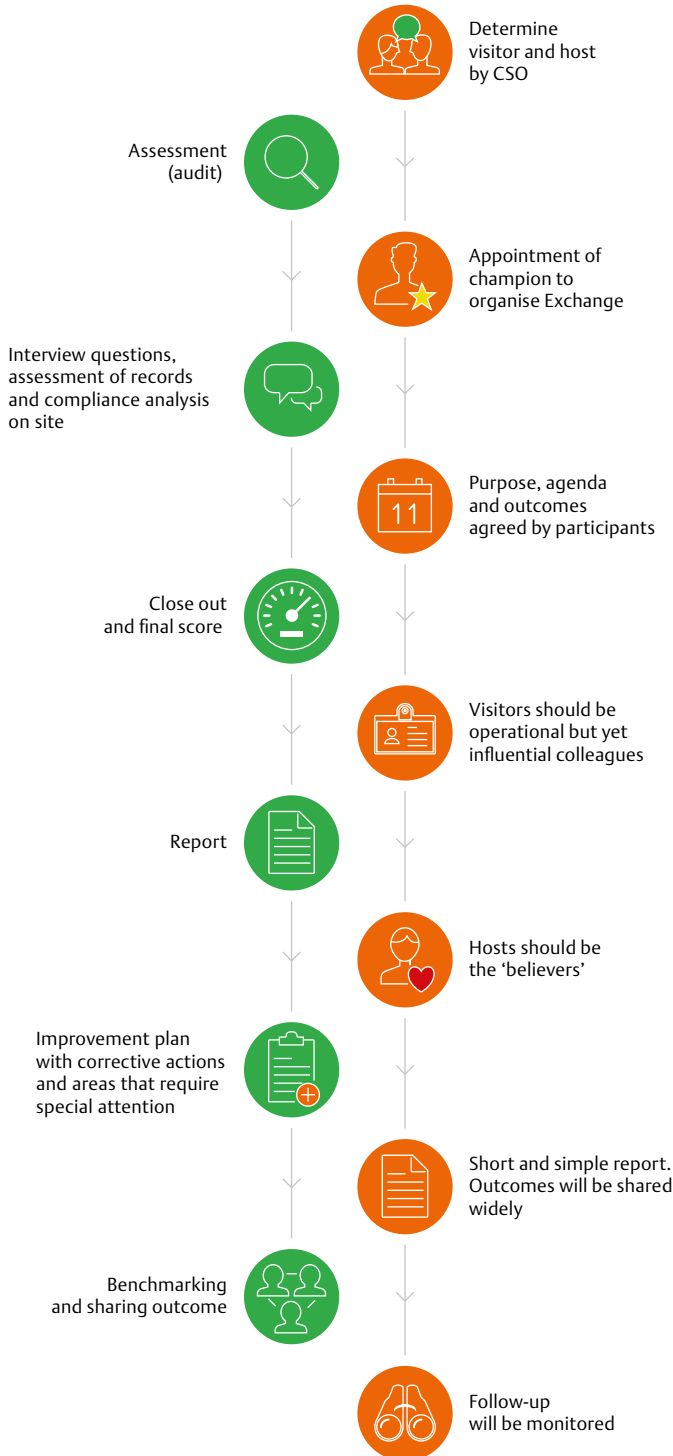 Determine
visitor and host
by CSO
Assessment
(audit)
Appointment of
champion to
organise Exchange
Interview questions,
assessment of records
and compliance analysis
on site
Purpose, agenda
and outcomes
agreed by participants
11
Close out
and final score
Visitors should be
operational but yet
influential colleagues
Report
Hosts should be
the ‘believers’
Improvement plan
with corrective actions
and areas that require
special attention
Short and simple report.
Outcomes will be shared
widely
Benchmarking
and sharing outcome
Follow-up
will be monitored